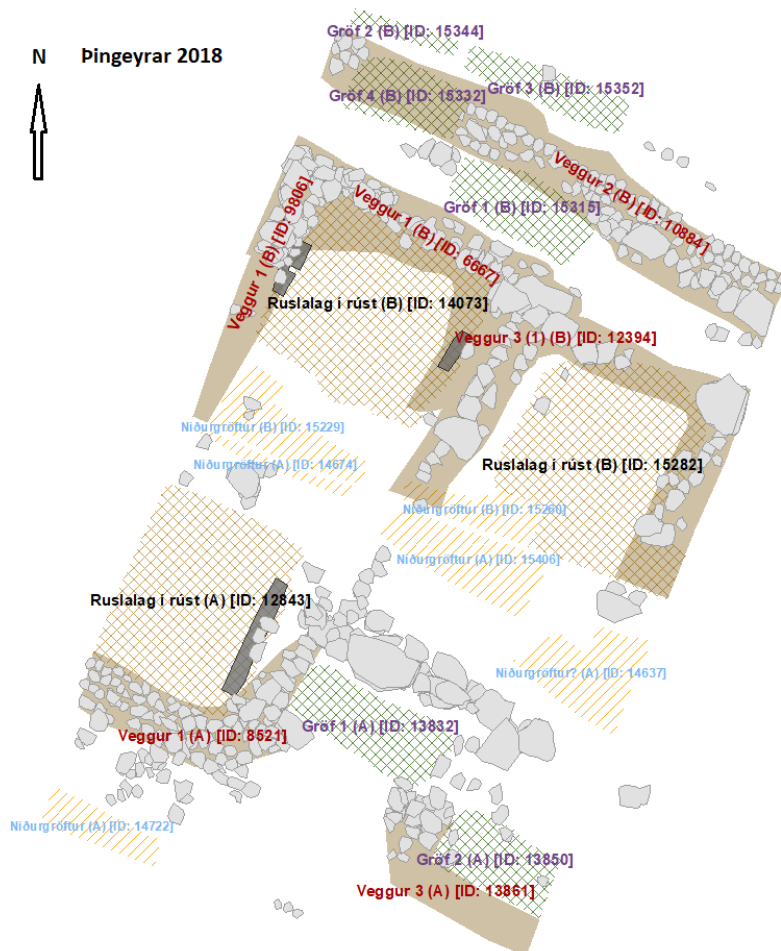 Gröf 2 (B) [ID: 15344]
N Þingeyrar 2018
Gröf 3 (B) [ID: 15352]
Gröf 4 (B) [ID: 15332]
Veggur 2 (B) [ID: 10884]
Gröf 1 (B) [ID: 15315]
Veggur 1 (B) [ID: 9806]
Veggur 1 (B) [ID: 6667]
Ruslalag í rúst (B) [ID: 14073]
Veggur 3 (1) (B) [ID: 12394]
Niðurgröftur (B) [ID: 15229]
Niðurgröftur (A) [ID: 14674]
Ruslalag í rúst (B) [ID: 15282]
Niðurgröftur (B) [ID: 15260]
Niðurgröftur (A) [ID: 15406]
Ruslalag í rúst (A) [ID: 12843]
Niðurgröftur? (A) [ID: 14637]
Gröf 1 (A) [ID: 13832]
Veggur 1 (A) [ID: 8521]
Niðurgröftur (A) [ID: 14722]
Gröf 2 (A) [ID: 13850]
Veggur 3 (A) [ID: 13861]